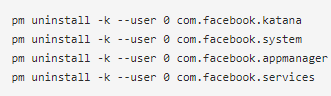 pm uninstall -k --user 0 com.facebook.katana
pm uninstall -k --user 0 com.facebook.system
pm uninstall -k --user 0 com.facebook.appmanager
pm uninstall -k --user 0 com.facebook.services